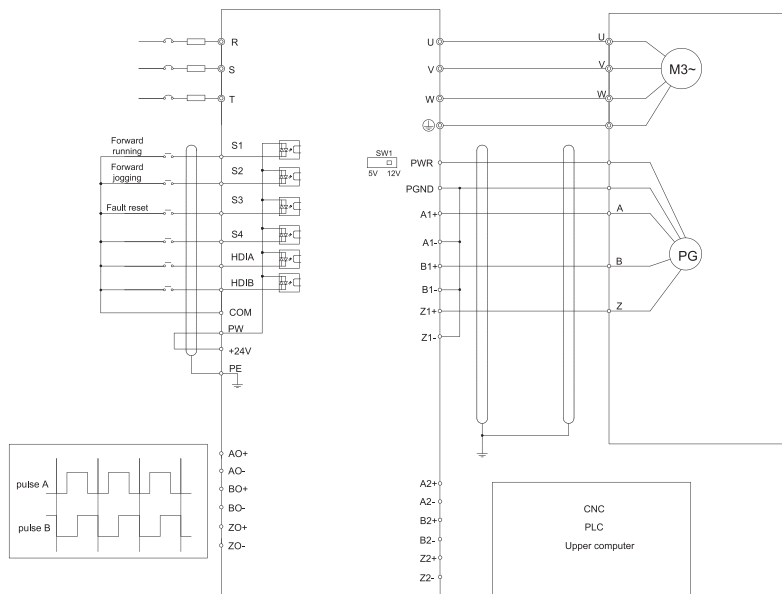 R
S
T
Forward
running
Forward
jogging
Fault reset
S1
S2
S3
S4
HDIA
HDIB
COM
PW
+24V
PE
U
V
W
SW1
5V 12V
PWR
PGND
A1+
A1-
B1+
B1-
Z1+
Z1-
U
V
W
M3~
A
B
Z
PG
pulse A
pulse B
AO+
AO-
BO+
BO-
ZO+
ZO-
A2+
A2-
B2+
B2-
Z2+
Z2-
CNC
PLC
Upper computer